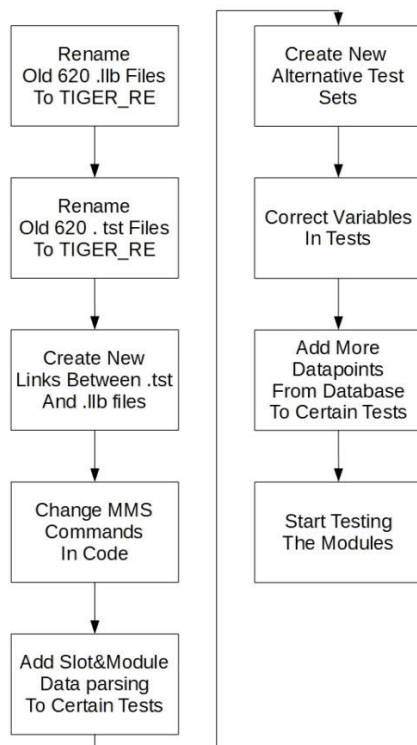 Rename
Old 620 .llb Files
To TIGER_RE
Rename
Old 620 . tst Files
To TIGER_RE
Create New
Links Between .tst
And .llb files
Change MMS
Commands
In Code
Add Slot&Module
Data parsing
To Certain Tests
Create New
Alternative Test
Sets
Correct Variables
In Tests
Add More
Datapoints
From Database
To Certain Tests
Start Testing
The Modules